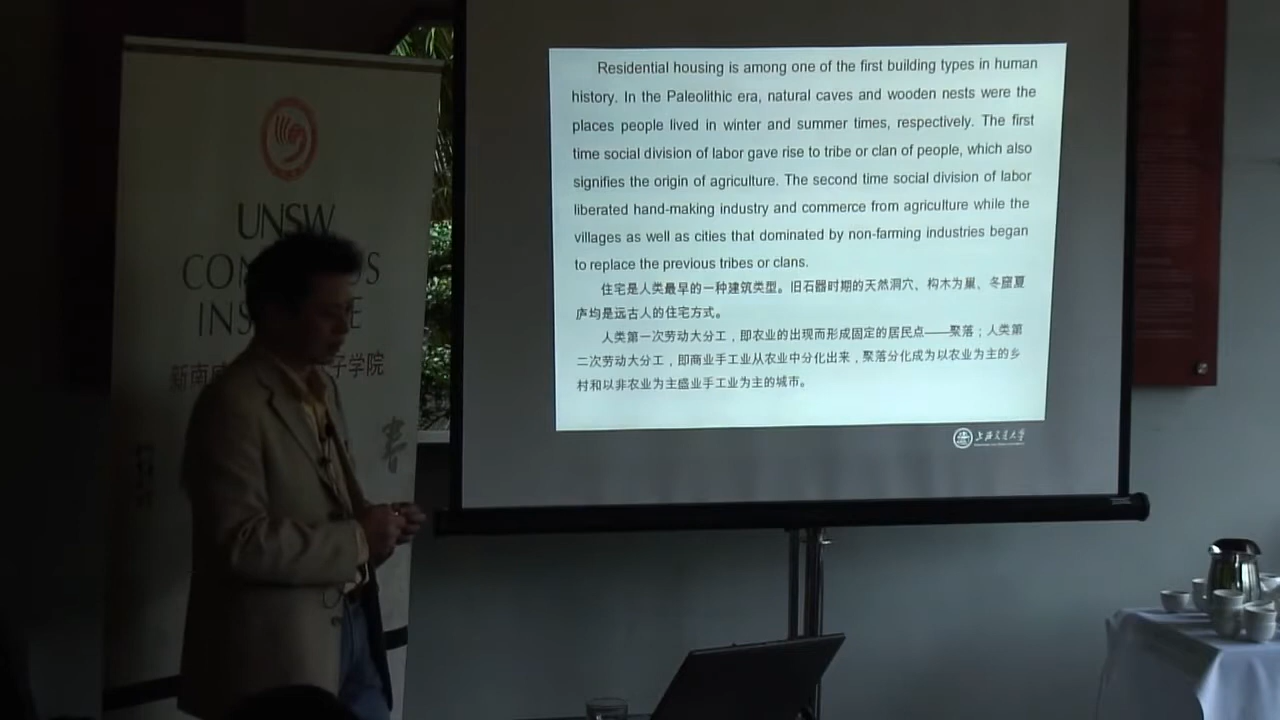 UNSW
新南
子学院
Residential housing is among one of the first building types in human
history. In the Paleolithic era, natural caves and wooden nests were the
places people lived in winter and summer times, respectively. The first
time social division of labor gave rise to tribe or clan of people, which also
signifies the origin of agriculture. The second time social division of labor
liberated hand-making industry and commerce from agriculture while the
villages as well as cities that dominated by non-farming industries began
to replace the previous tribes or clans.
住宅是人类最早的一种建筑类型。旧石器时期的天然洞穴、构木为巢、冬窟夏
庐均是远古人的住宅方式。
人类第一次劳动大分工，即农业的出现而形成固定的居民点——聚落；人类第
二次劳动大分工，即商业手工业从农业中分化出来，聚落分化成为以农业为主的乡
村和以非农业为主盛业手工业为主的城市。
上海交通大学